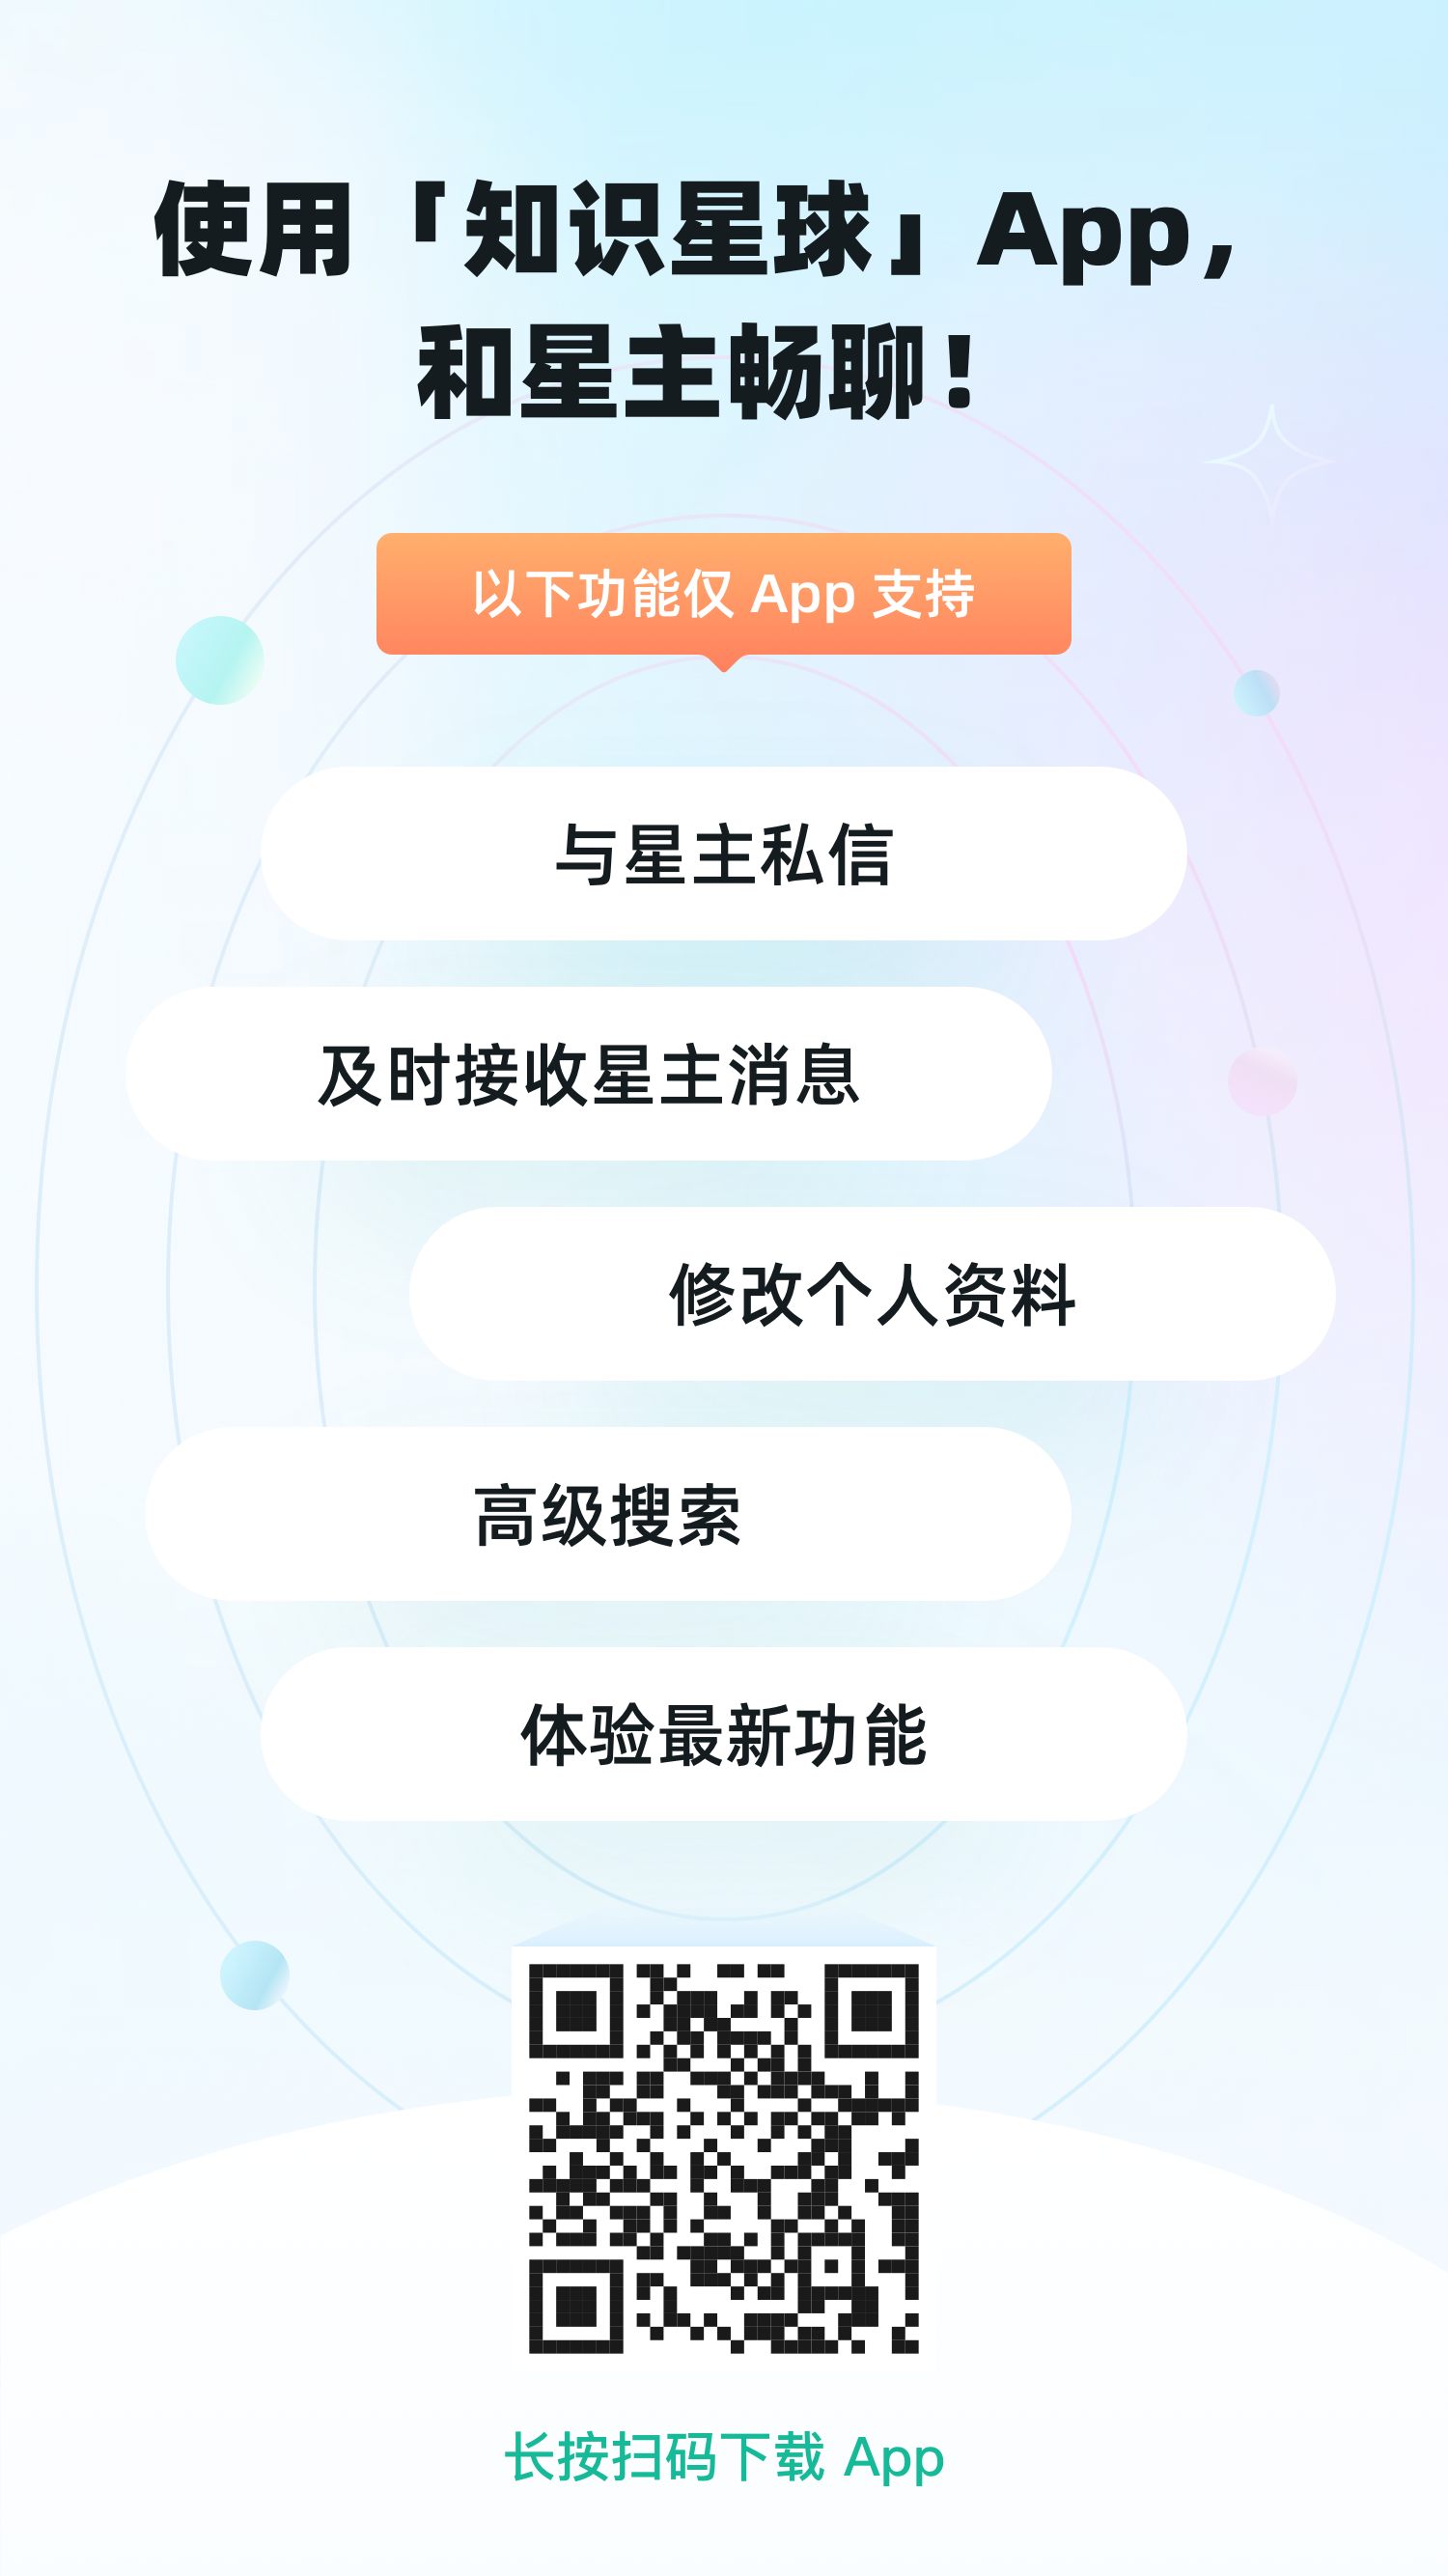 使用「知识星球」App，
和星主畅聊！
以下功能仅 App 支持
与星主私信
及时接收星主消息
修改个人资料
高级搜索
体验最新功能
长按扫码下载 App